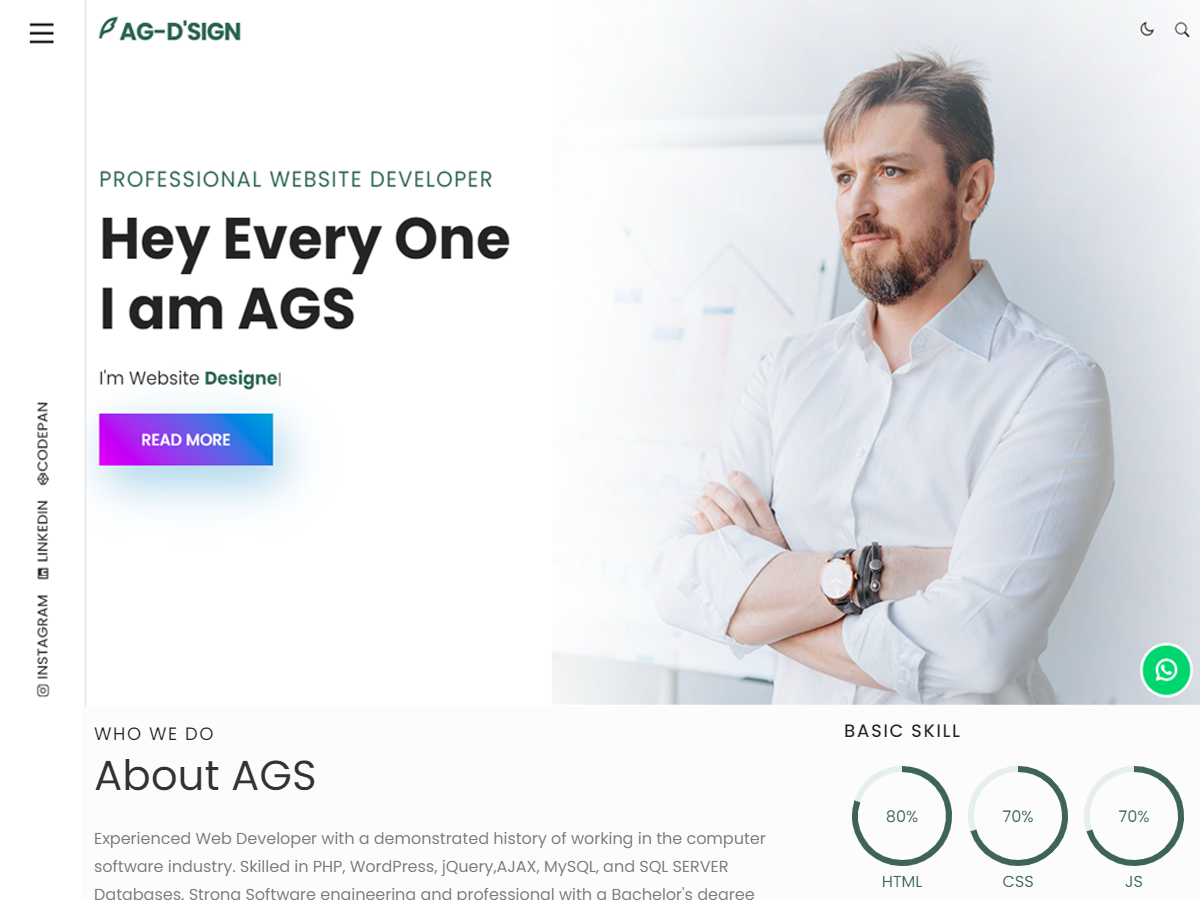 AG-D'SIGN
PROFESSIONAL WEBSITE DEVELOPER
Hey Every One
I am AGS
I'm Website Designe|
READ MORE
CODEPAN
LINKEDIN
INSTAGRAM
WHO WE DO
About AGS
Experienced Web Developer with a demonstrated history of working in the computer
software industry. Skilled in PHP, WordPress, jQuery,AJAX, MySQL, and SQL SERVER
Databases. Strong Software engineering and professional with a Bachelor's degree
BASIC SKILL
80% 70% 70%
HTML CSS JS